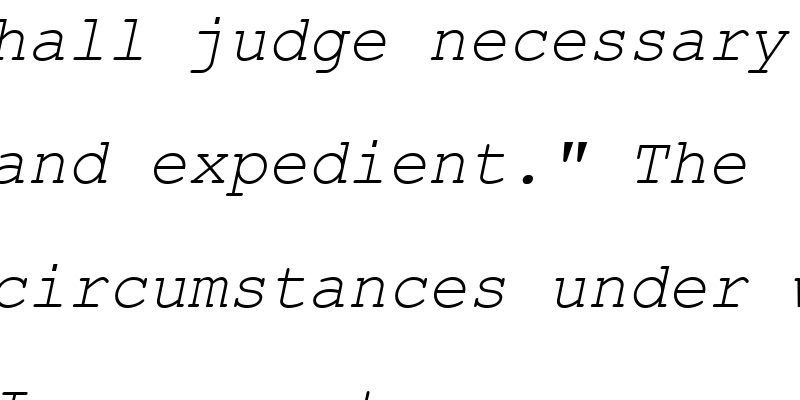 hall judge necessary
and expedient." The
circumstances under